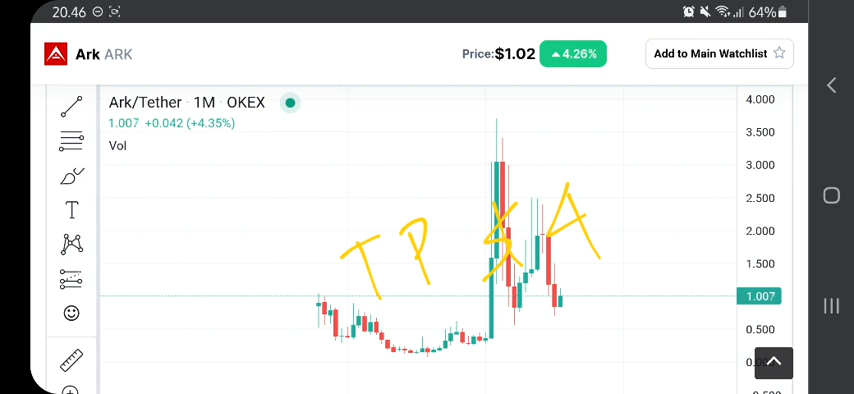 20.46 64%
Ark ARK Price:$1.02 4.26% Add to Main Watchlist
Ark/Tether · 1M · OKEX
1.007 +0.042 (+4.35%)
Vol
T
4.000
3.500
3.000
2.500
2.000
1.500
1.007
0.500